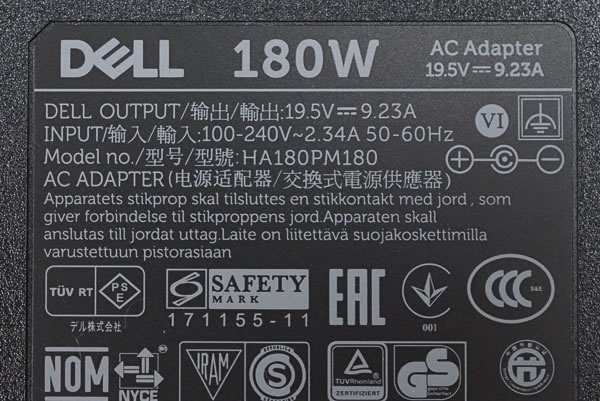 DELL 180W AC Adapter
19.5V⎓9.23A
DELL OUTPUT/输出/輸出:19.5V⎓9.23A
INPUT/输入/輸入:100-240V~2.34A 50-60Hz
VI
Model no./型号/型號:HA180PM180
AC ADAPTER(电源适配器/交換式電源供應器)
Apparatets stikprop skal tilsluttes en stikkontakt med jord , som
giver forbindelse til stikproppens jord.Apparaten skall
anslutas till jordat uttag.Laite on liitettävä suojakoskettimilla
varustettuun pistorasiaan
TÜV RT PSE
SAFETY
MARK
EAC
CCC S&E
デル株式会社
171155-11
001
NOM
NYCE
IRAM
S
TÜVRheinland
ZERTIFIZIERT
GS